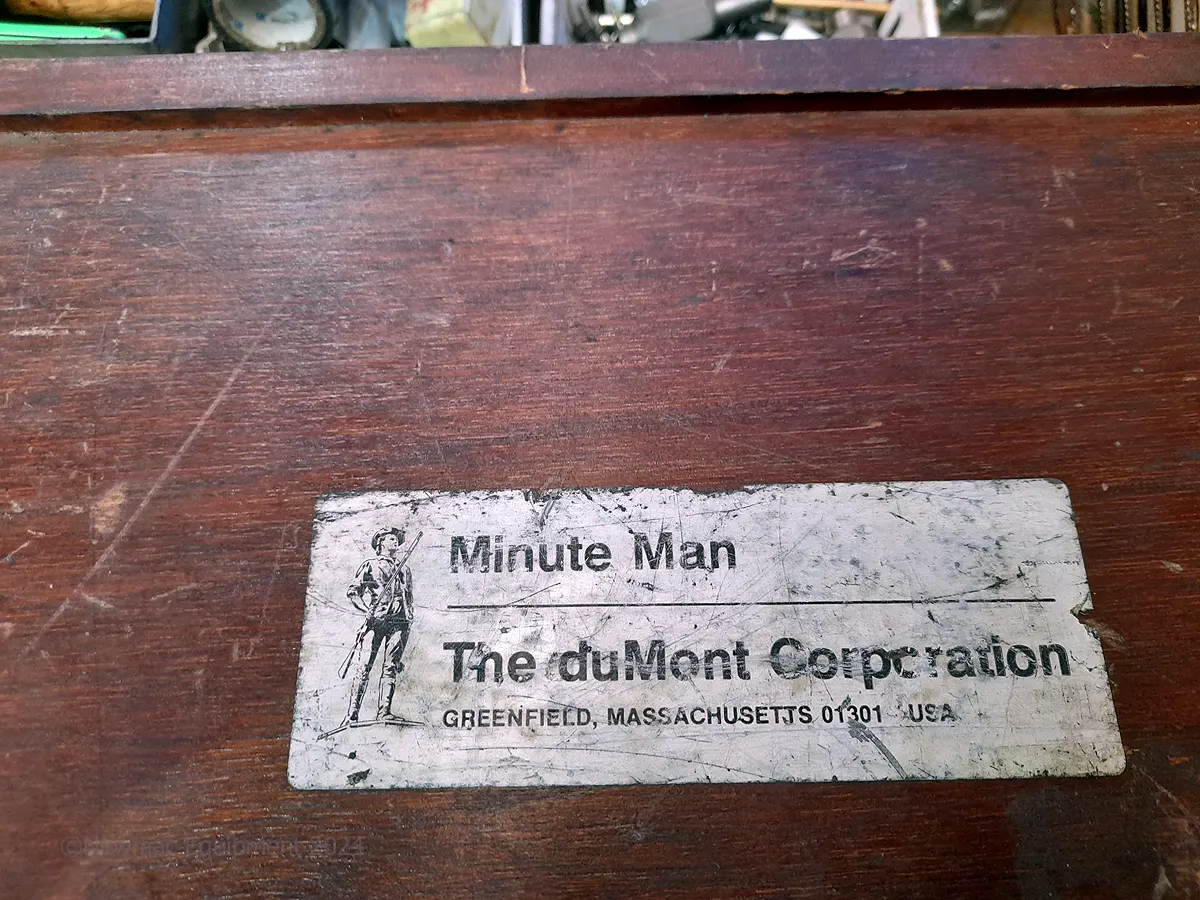 Minute Man
The duMont Corporation
GREENFIELD, MASSACHUSETTS 01301 USA